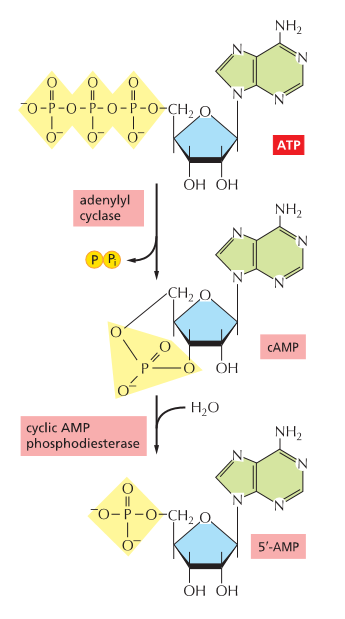 NH₂
N
N
N
N
O O O
⁻O–P–O–P–O–P–O–CH₂ O
O⁻ O⁻ O⁻
OH OH
ATP
adenylyl
cyclase
P Pi
NH₂
N
N
N
N
CH₂ O
O
O
P O
O⁻
OH
cAMP
H₂O
cyclic AMP
phosphodiesterase
NH₂
N
N
N
N
O
⁻O–P–O–CH₂ O
O⁻
OH OH
5′-AMP